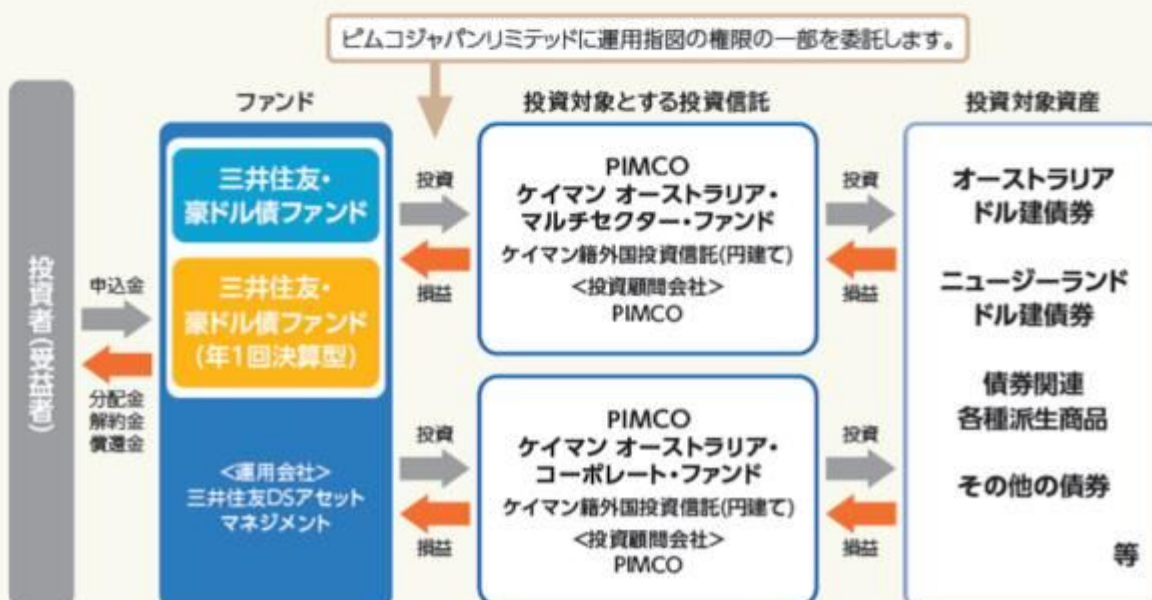 ピムコジャパンリミテッドに運用指図の権限の一部を委託します。
ファンド
投資対象とする投資信託
投資対象資産
投資者(受益者)
申込金
分配金
解約金
償還金
三井住友・
豪ドル債ファンド
三井住友・
豪ドル債ファンド
(年1回決算型)
<運用会社>
三井住友DSアセット
マネジメント
投資
損益
投資
損益
PIMCO
ケイマン オーストラリア・
マルチセクター・ファンド
ケイマン籍外国投資信託(円建て)
<投資顧問会社>
PIMCO
PIMCO
ケイマン オーストラリア・
コーポレート・ファンド
ケイマン籍外国投資信託(円建て)
<投資顧問会社>
PIMCO
投資
損益
投資
損益
オーストラリア
ドル建債券
ニュージーランド
ドル建債券
債券関連
各種派生商品
その他の債券
等